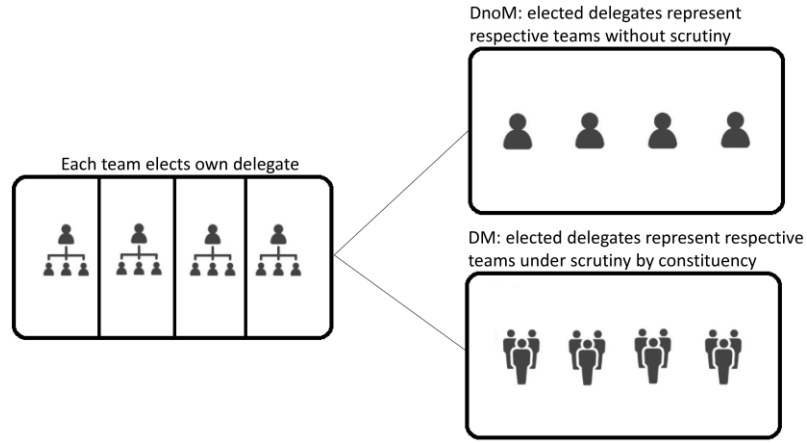 DnoM: elected delegates represent
respective teams without scrutiny
Each team elects own delegate
DM: elected delegates represent respective
teams under scrutiny by constituency